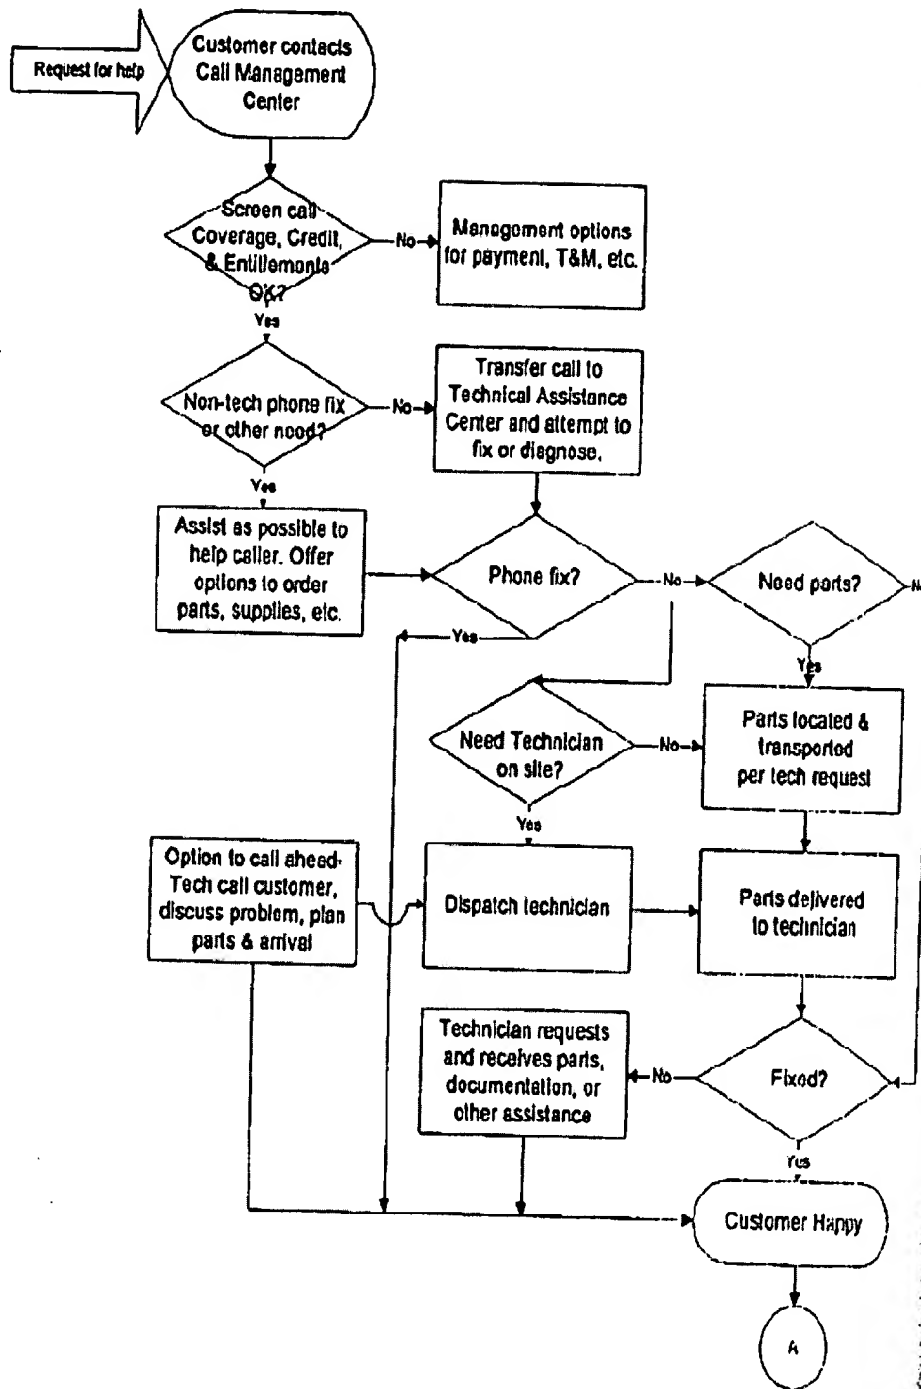 Request for help
Customer contacts
Call Management
Center
Screen call
Coverage, Credit,
& Entitlements
OK?
No
Management options
for payment, T&M, etc.
Yes
Non-tech phone fix
or other need?
No
Transfer call to
Technical Assistance
Center and attempt to
fix or diagnose.
Yes
Assist as possible to
help caller. Offer
options to order
parts, supplies, etc.
Phone fix?
No
Need parts?
Yes
Yes
Need Technician
on site?
No
Parts located &
transported
per tech request
Yes
Option to call ahead-
Tech call customer,
discuss problem, plan
parts & arrival
Dispatch technician
Parts delivered
to technician
Technician requests
and receives parts,
documentation, or
other assistance
No
Fixed?
Yes
Customer Happy
A